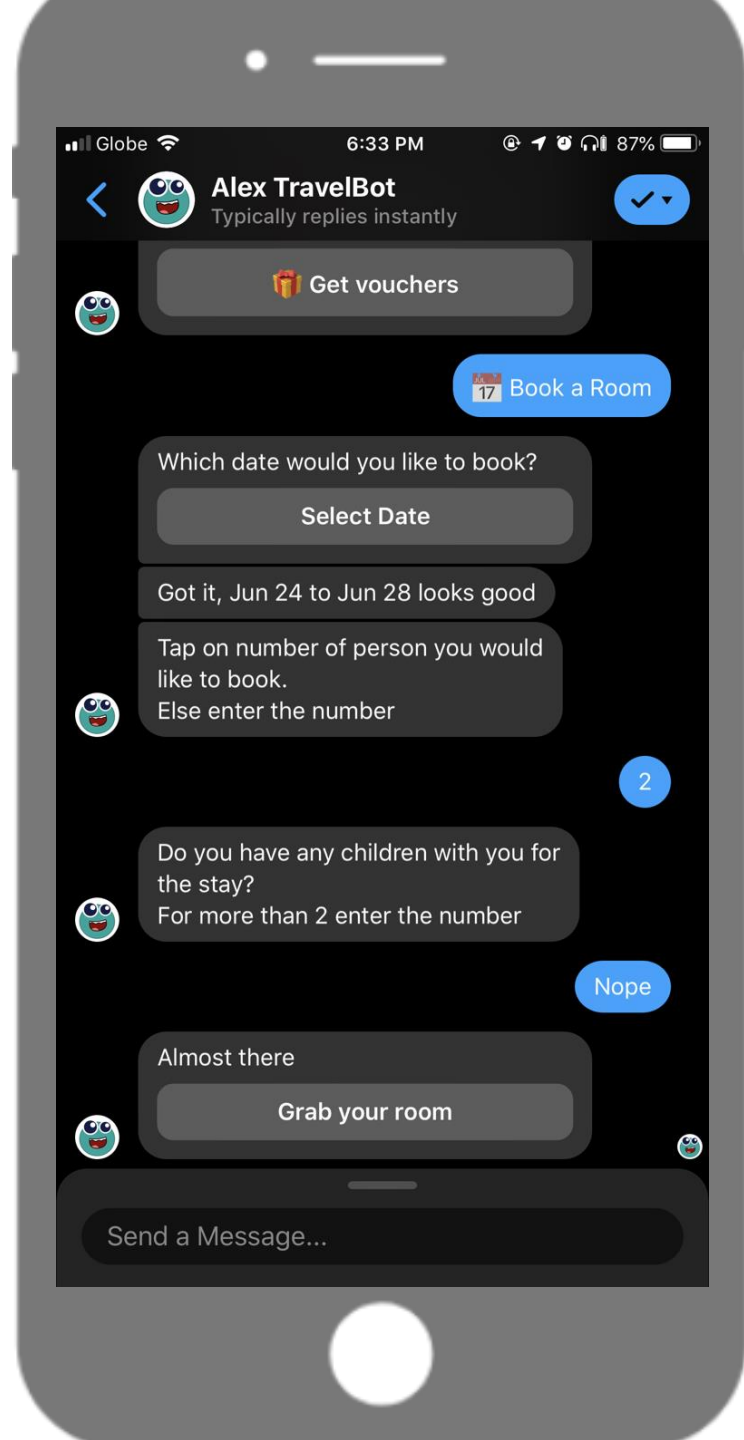 Globe 6:33 PM 87%
Alex TravelBot
Typically replies instantly
Get vouchers
JUL 17 Book a Room
Which date would you like to book?
Select Date
Got it, Jun 24 to Jun 28 looks good
Tap on number of person you would
like to book.
Else enter the number
2
Do you have any children with you for
the stay?
For more than 2 enter the number
Nope
Almost there
Grab your room
Send a Message...